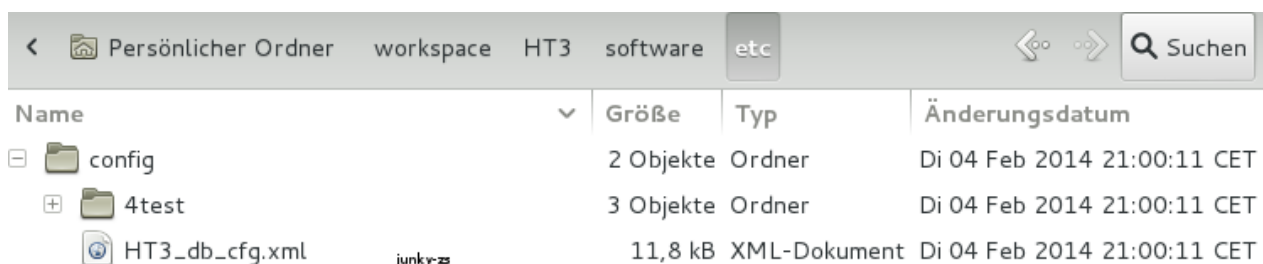 Persönlicher Ordner workspace HT3 software etc Suchen
Name Größe Typ Änderungsdatum
config 2 Objekte Ordner Di 04 Feb 2014 21:00:11 CET
4test 3 Objekte Ordner Di 04 Feb 2014 21:00:11 CET
HT3_db_cfg.xml junky-zs 11,8 kB XML-Dokument Di 04 Feb 2014 21:00:11 CET